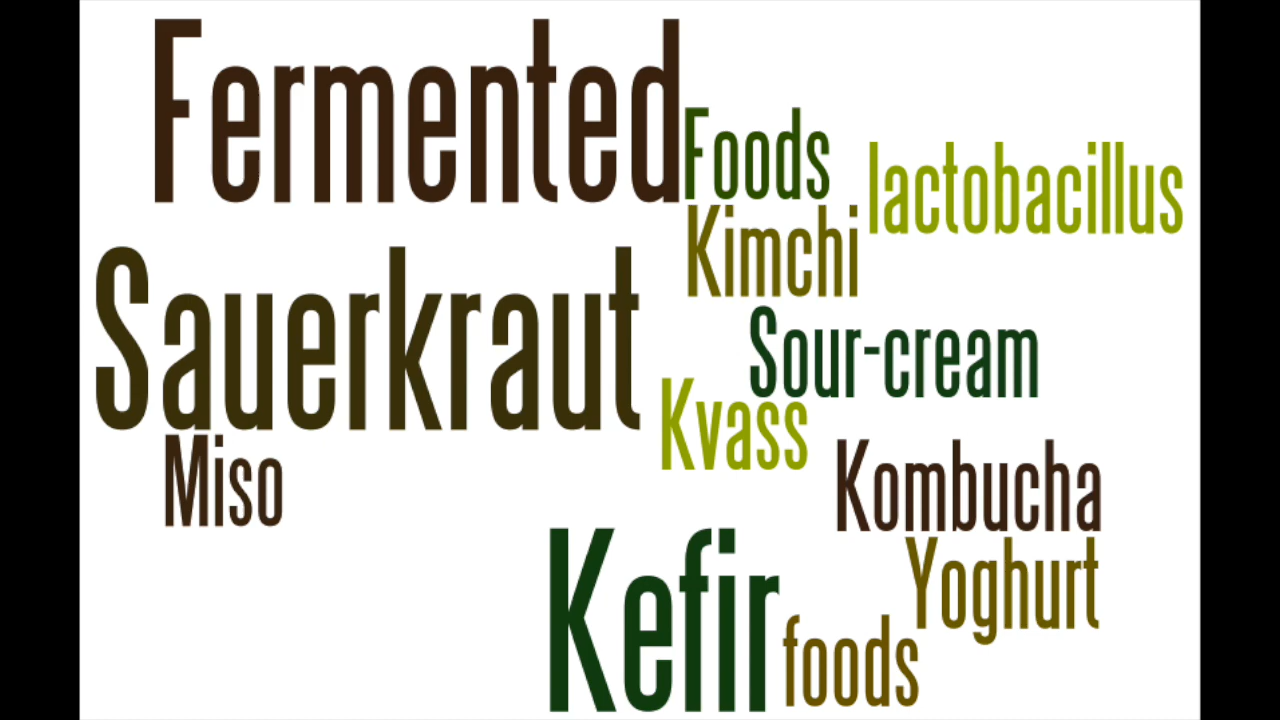 Fermented
Foods
lactobacillus
Kimchi
Sauerkraut
Sour-cream
Kvass
Miso
Kombucha
Yoghurt
Kefir
foods